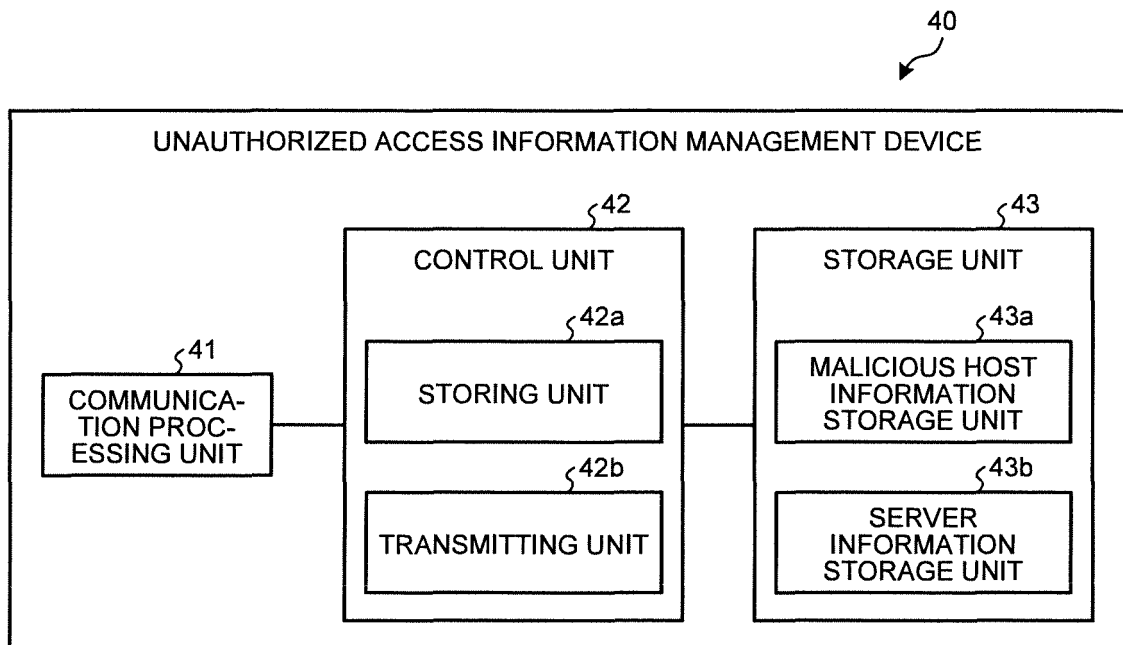 40
UNAUTHORIZED ACCESS INFORMATION MANAGEMENT DEVICE
41
COMMUNICA-
TION PROC-
ESSING UNIT
42
CONTROL UNIT
42a
STORING UNIT
42b
TRANSMITTING UNIT
43
STORAGE UNIT
43a
MALICIOUS HOST
INFORMATION
STORAGE UNIT
43b
SERVER
INFORMATION
STORAGE UNIT